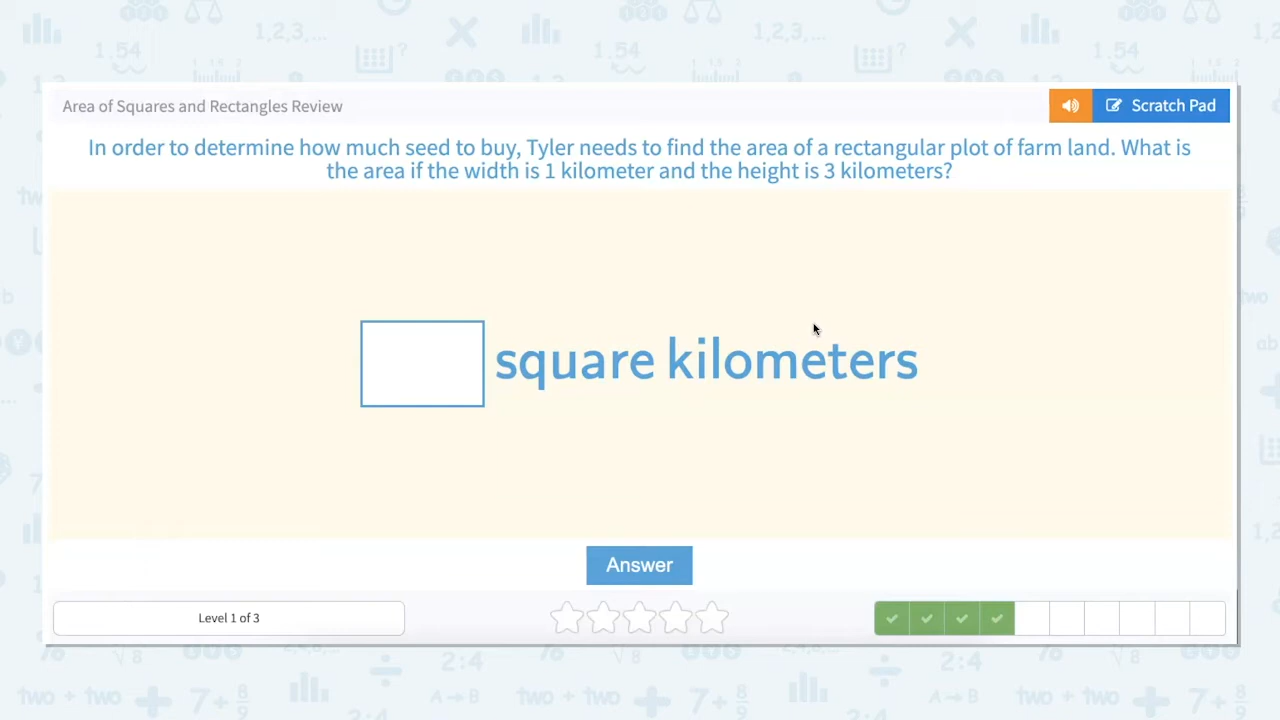 Area of Squares and Rectangles Review
Scratch Pad
In order to determine how much seed to buy, Tyler needs to find the area of a rectangular plot of farm land. What is
the area if the width is 1 kilometer and the height is 3 kilometers?
square kilometers
Answer
Level 1 of 3